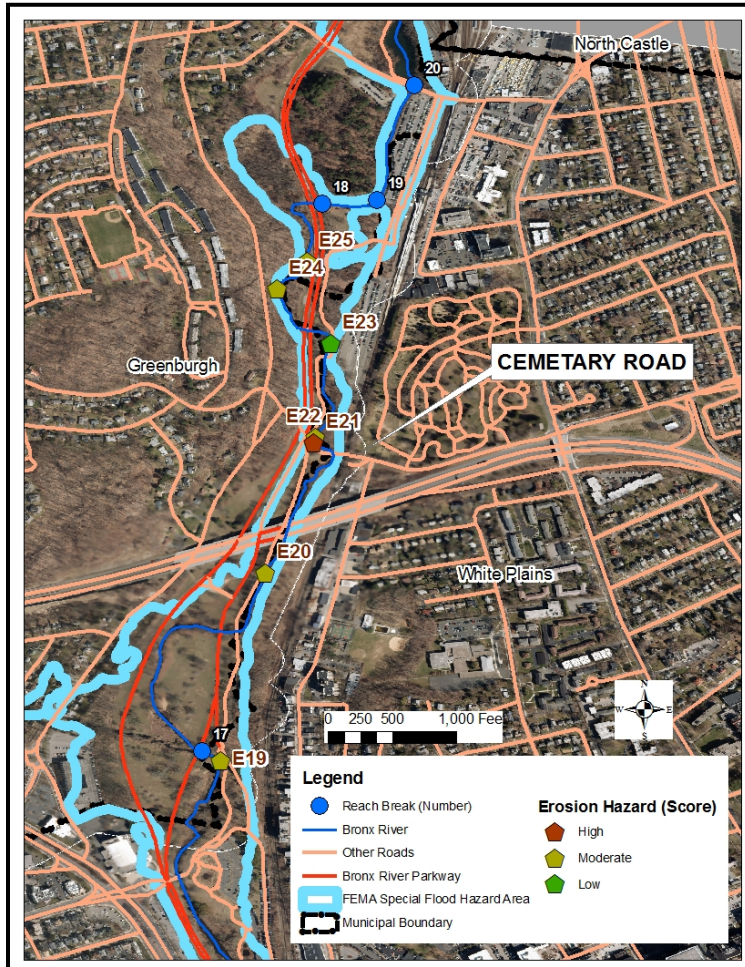 North Castle
20
18
19
E25
E24
E23
Greenburgh
CEMETARY ROAD
E22
E21
E20
White Plains
N
W E
S
0 250 500 1,000 Feet
17
E19
Legend
Reach Break (Number)
Bronx River
Other Roads
Bronx River Parkway
FEMA Special Flood Hazard Area
Municipal Boundary
Erosion Hazard (Score)
High
Moderate
Low